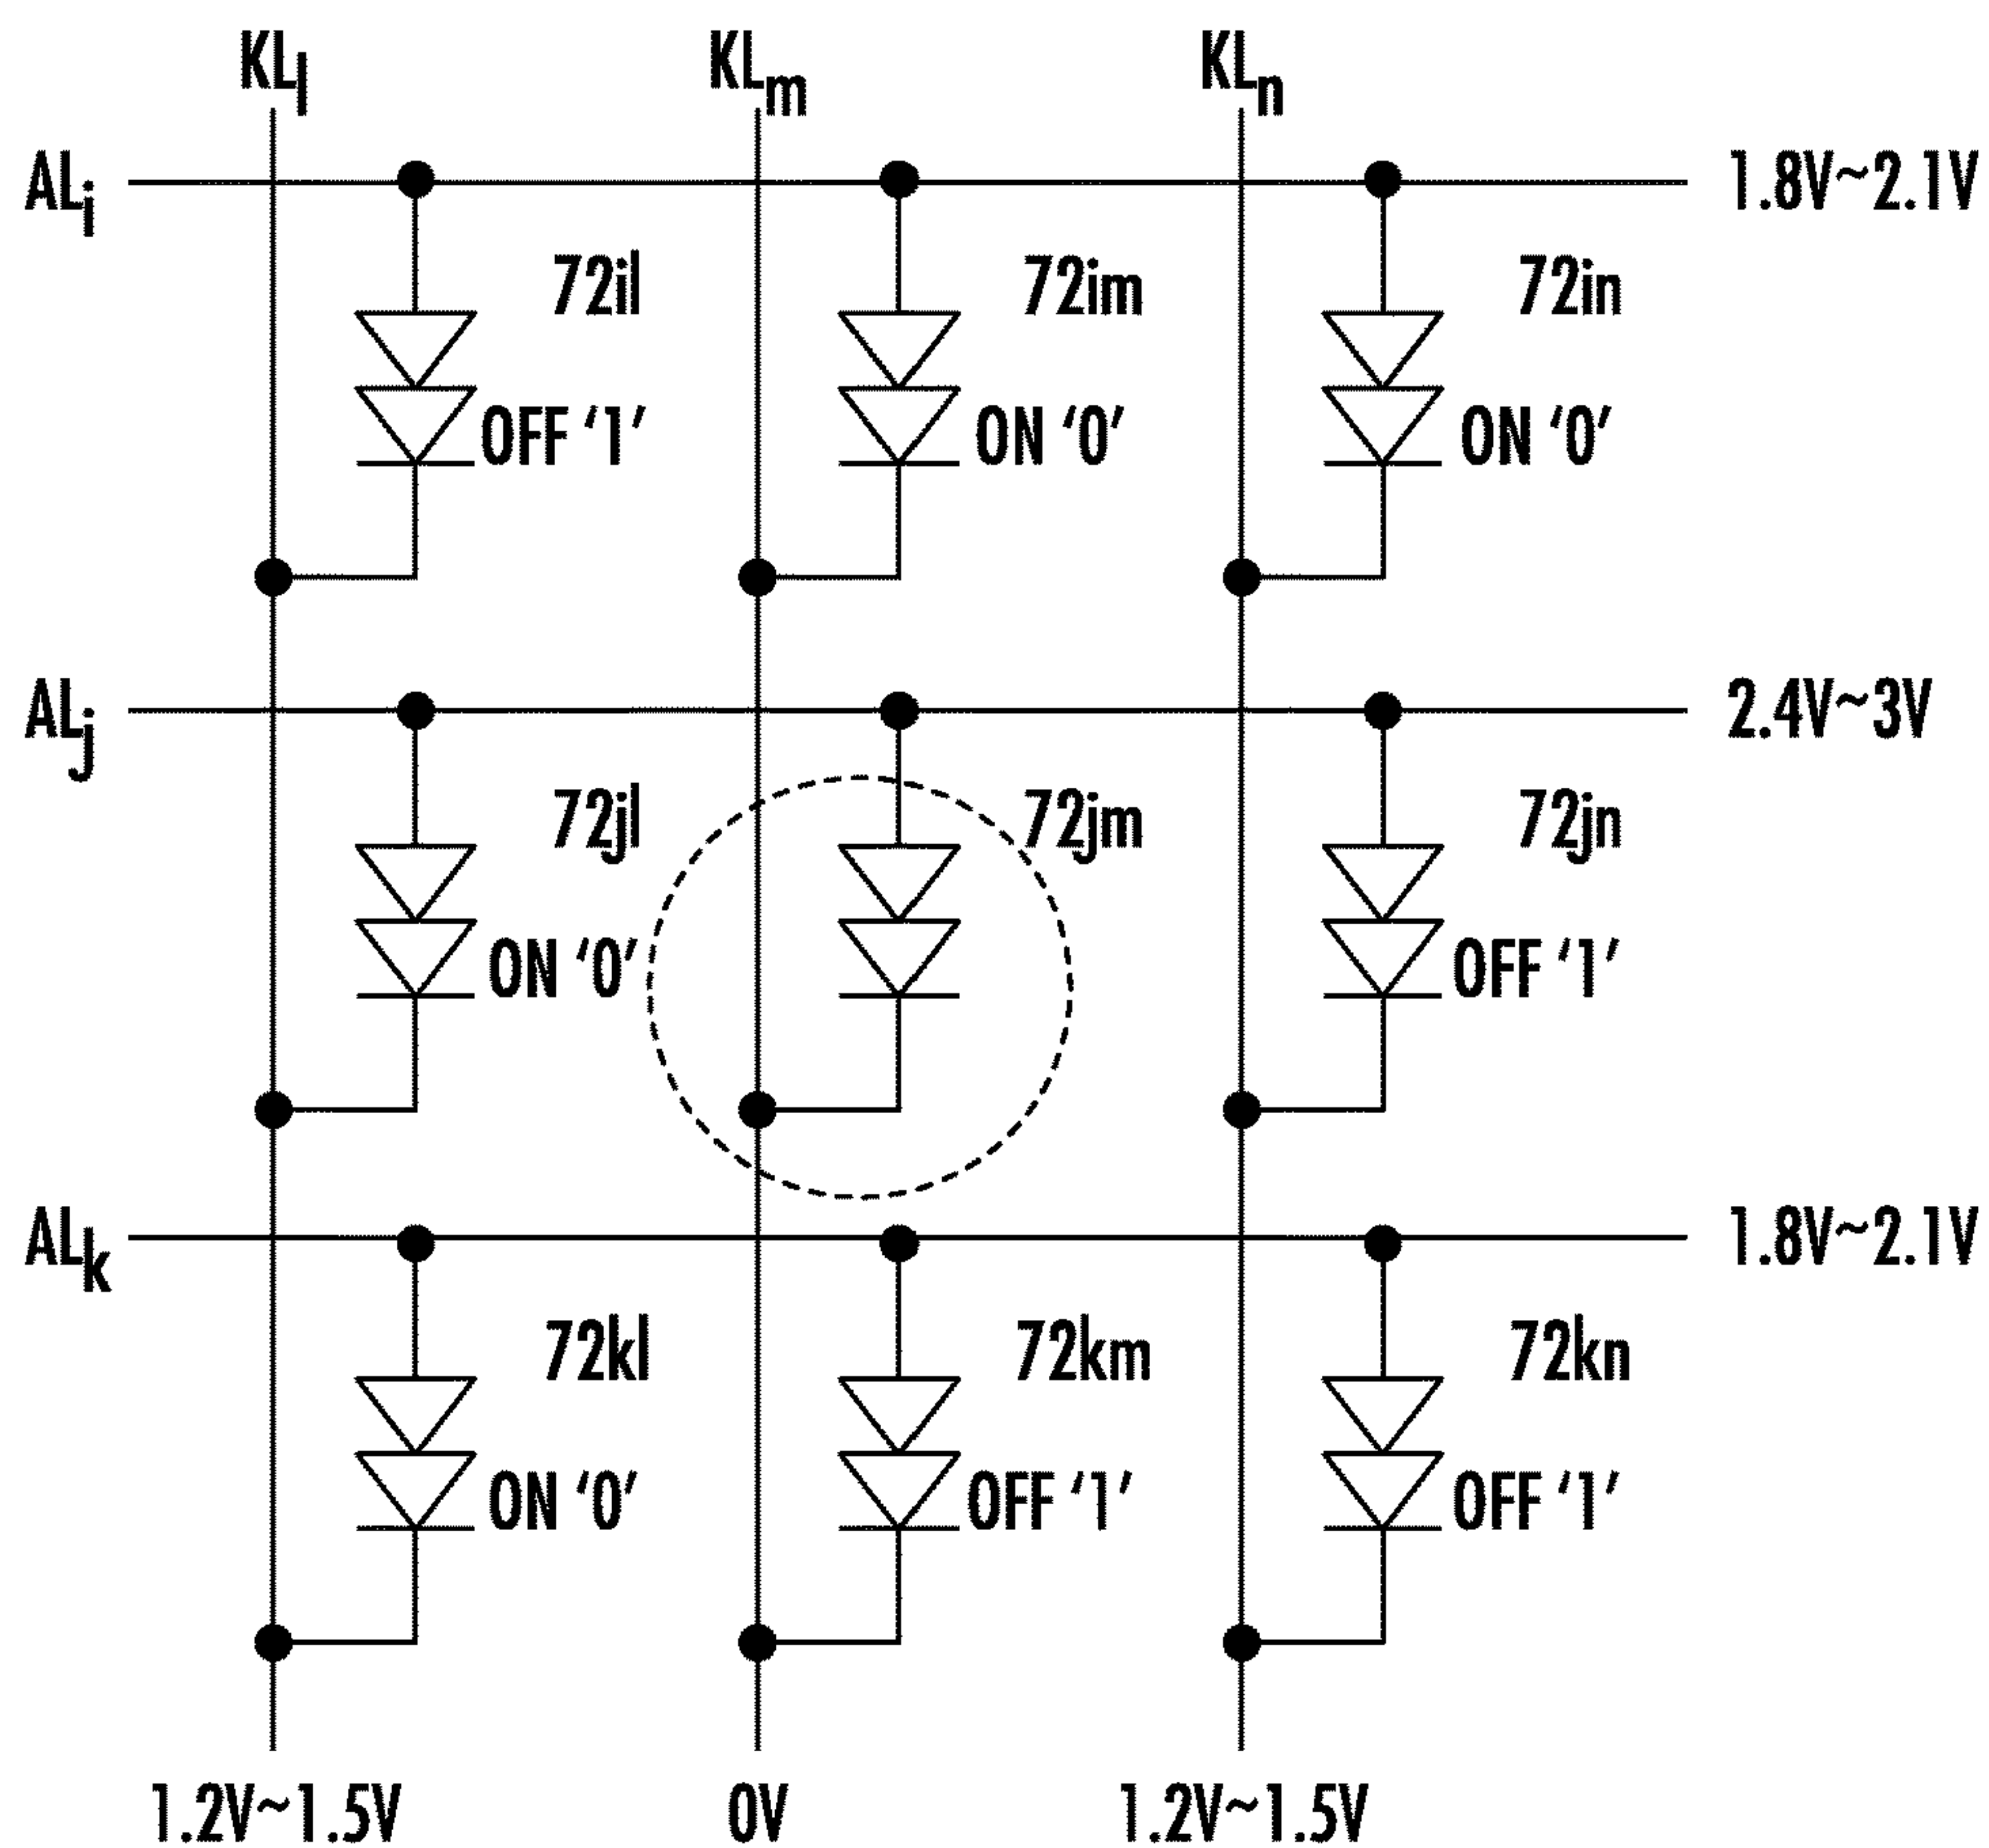 KLl KLm KLn
ALi 1.8V~2.1V
72il 72im 72in
OFF ‘1’ ON ‘0’ ON ‘0’
ALj 2.4V~3V
72jl 72jm 72jn
ON ‘0’ OFF ‘1’
ALk 1.8V~2.1V
72kl 72km 72kn
ON ‘0’ OFF ‘1’ OFF ‘1’
1.2V~1.5V 0V 1.2V~1.5V